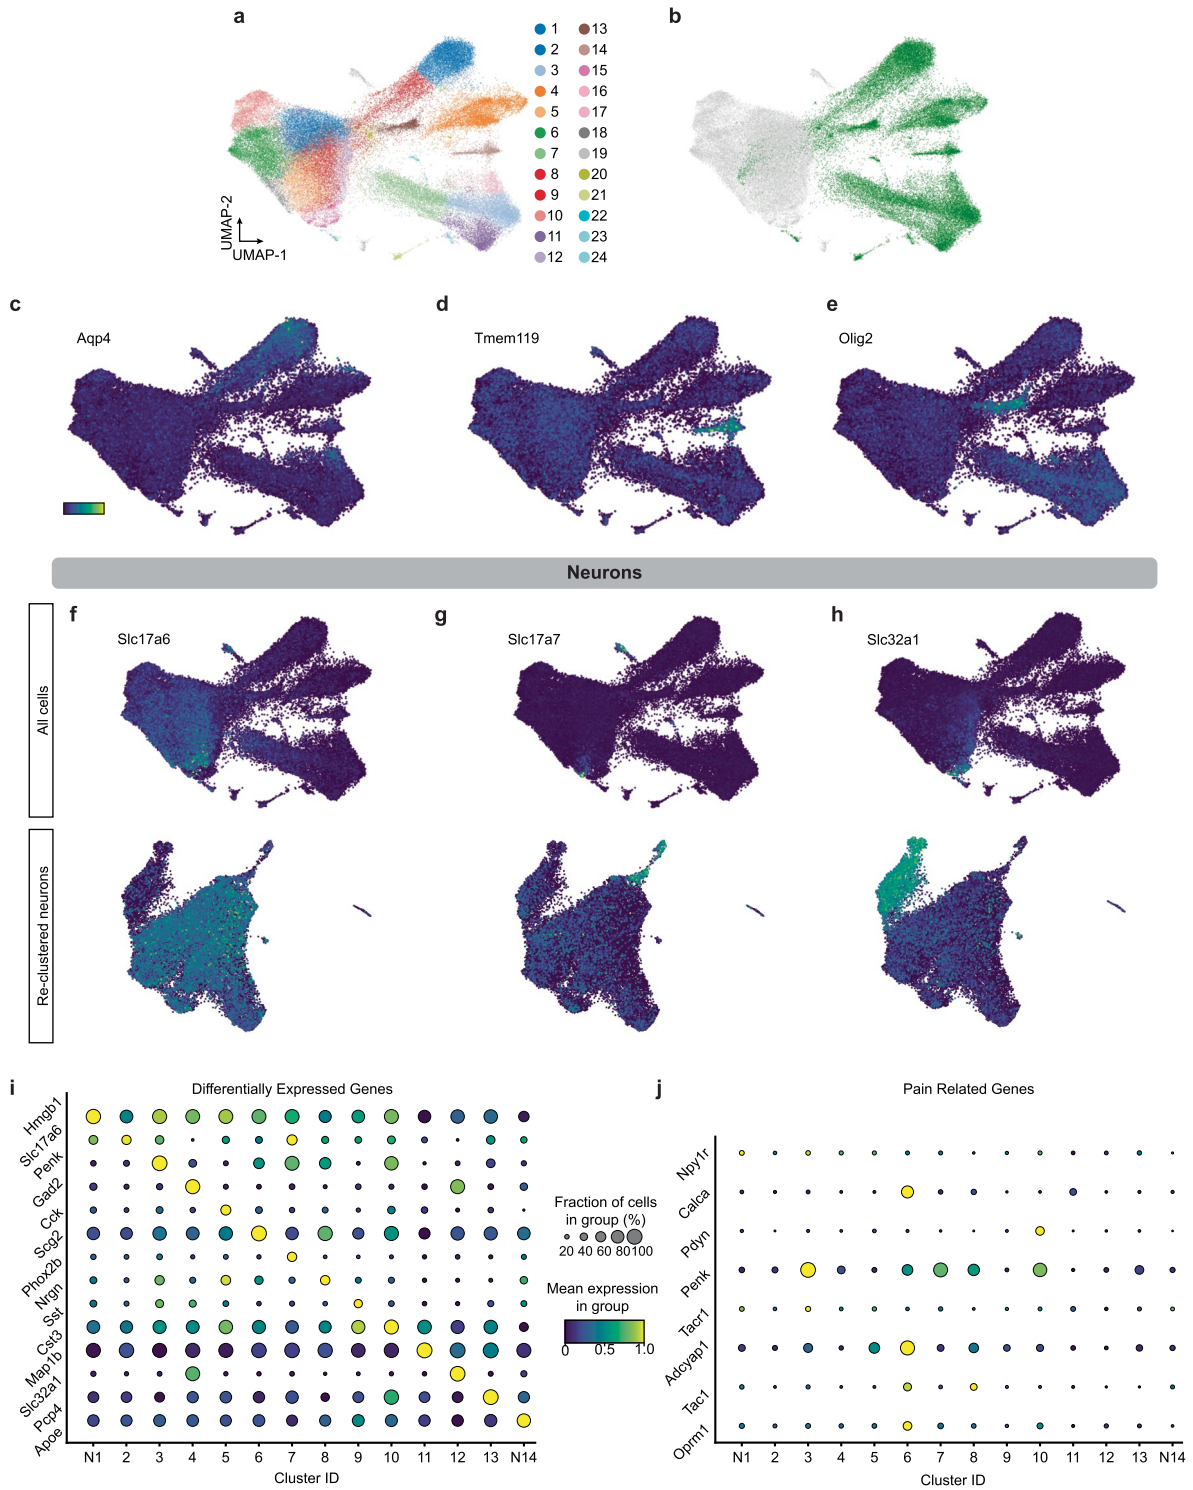 a
b
1
13
2
14
3
15
4
16
5
17
6
18
7
19
8
20
9
21
10
22
11
23
12
24
UMAP-2
UMAP-1
c
d
e
Aqp4
Tmem119
Olig2
Neurons
All cells
f
g
h
Slc17a6
Slc17a7
Slc32a1
Re-clustered neurons
i
Differentially Expressed Genes
Hmgb1
Slc17a6
Penk
Gad2
Cck
Scg2
Phox2b
Nrgn
Sst
Cst3
Map1b
Slc32a1
Pcp4
Apoe
N1 2 3 4 5 6 7 8 9 10 11 12 13 N14
Cluster ID
Fraction of cells
in group (%)
20 40 60 80 100
Mean expression
in group
0 0.5 1.0
j
Pain Related Genes
Npy1r
Calca
Pdyn
Penk
Tacr1
Adcyap1
Tac1
Oprm1
N1 2 3 4 5 6 7 8 9 10 11 12 13 N14
Cluster ID